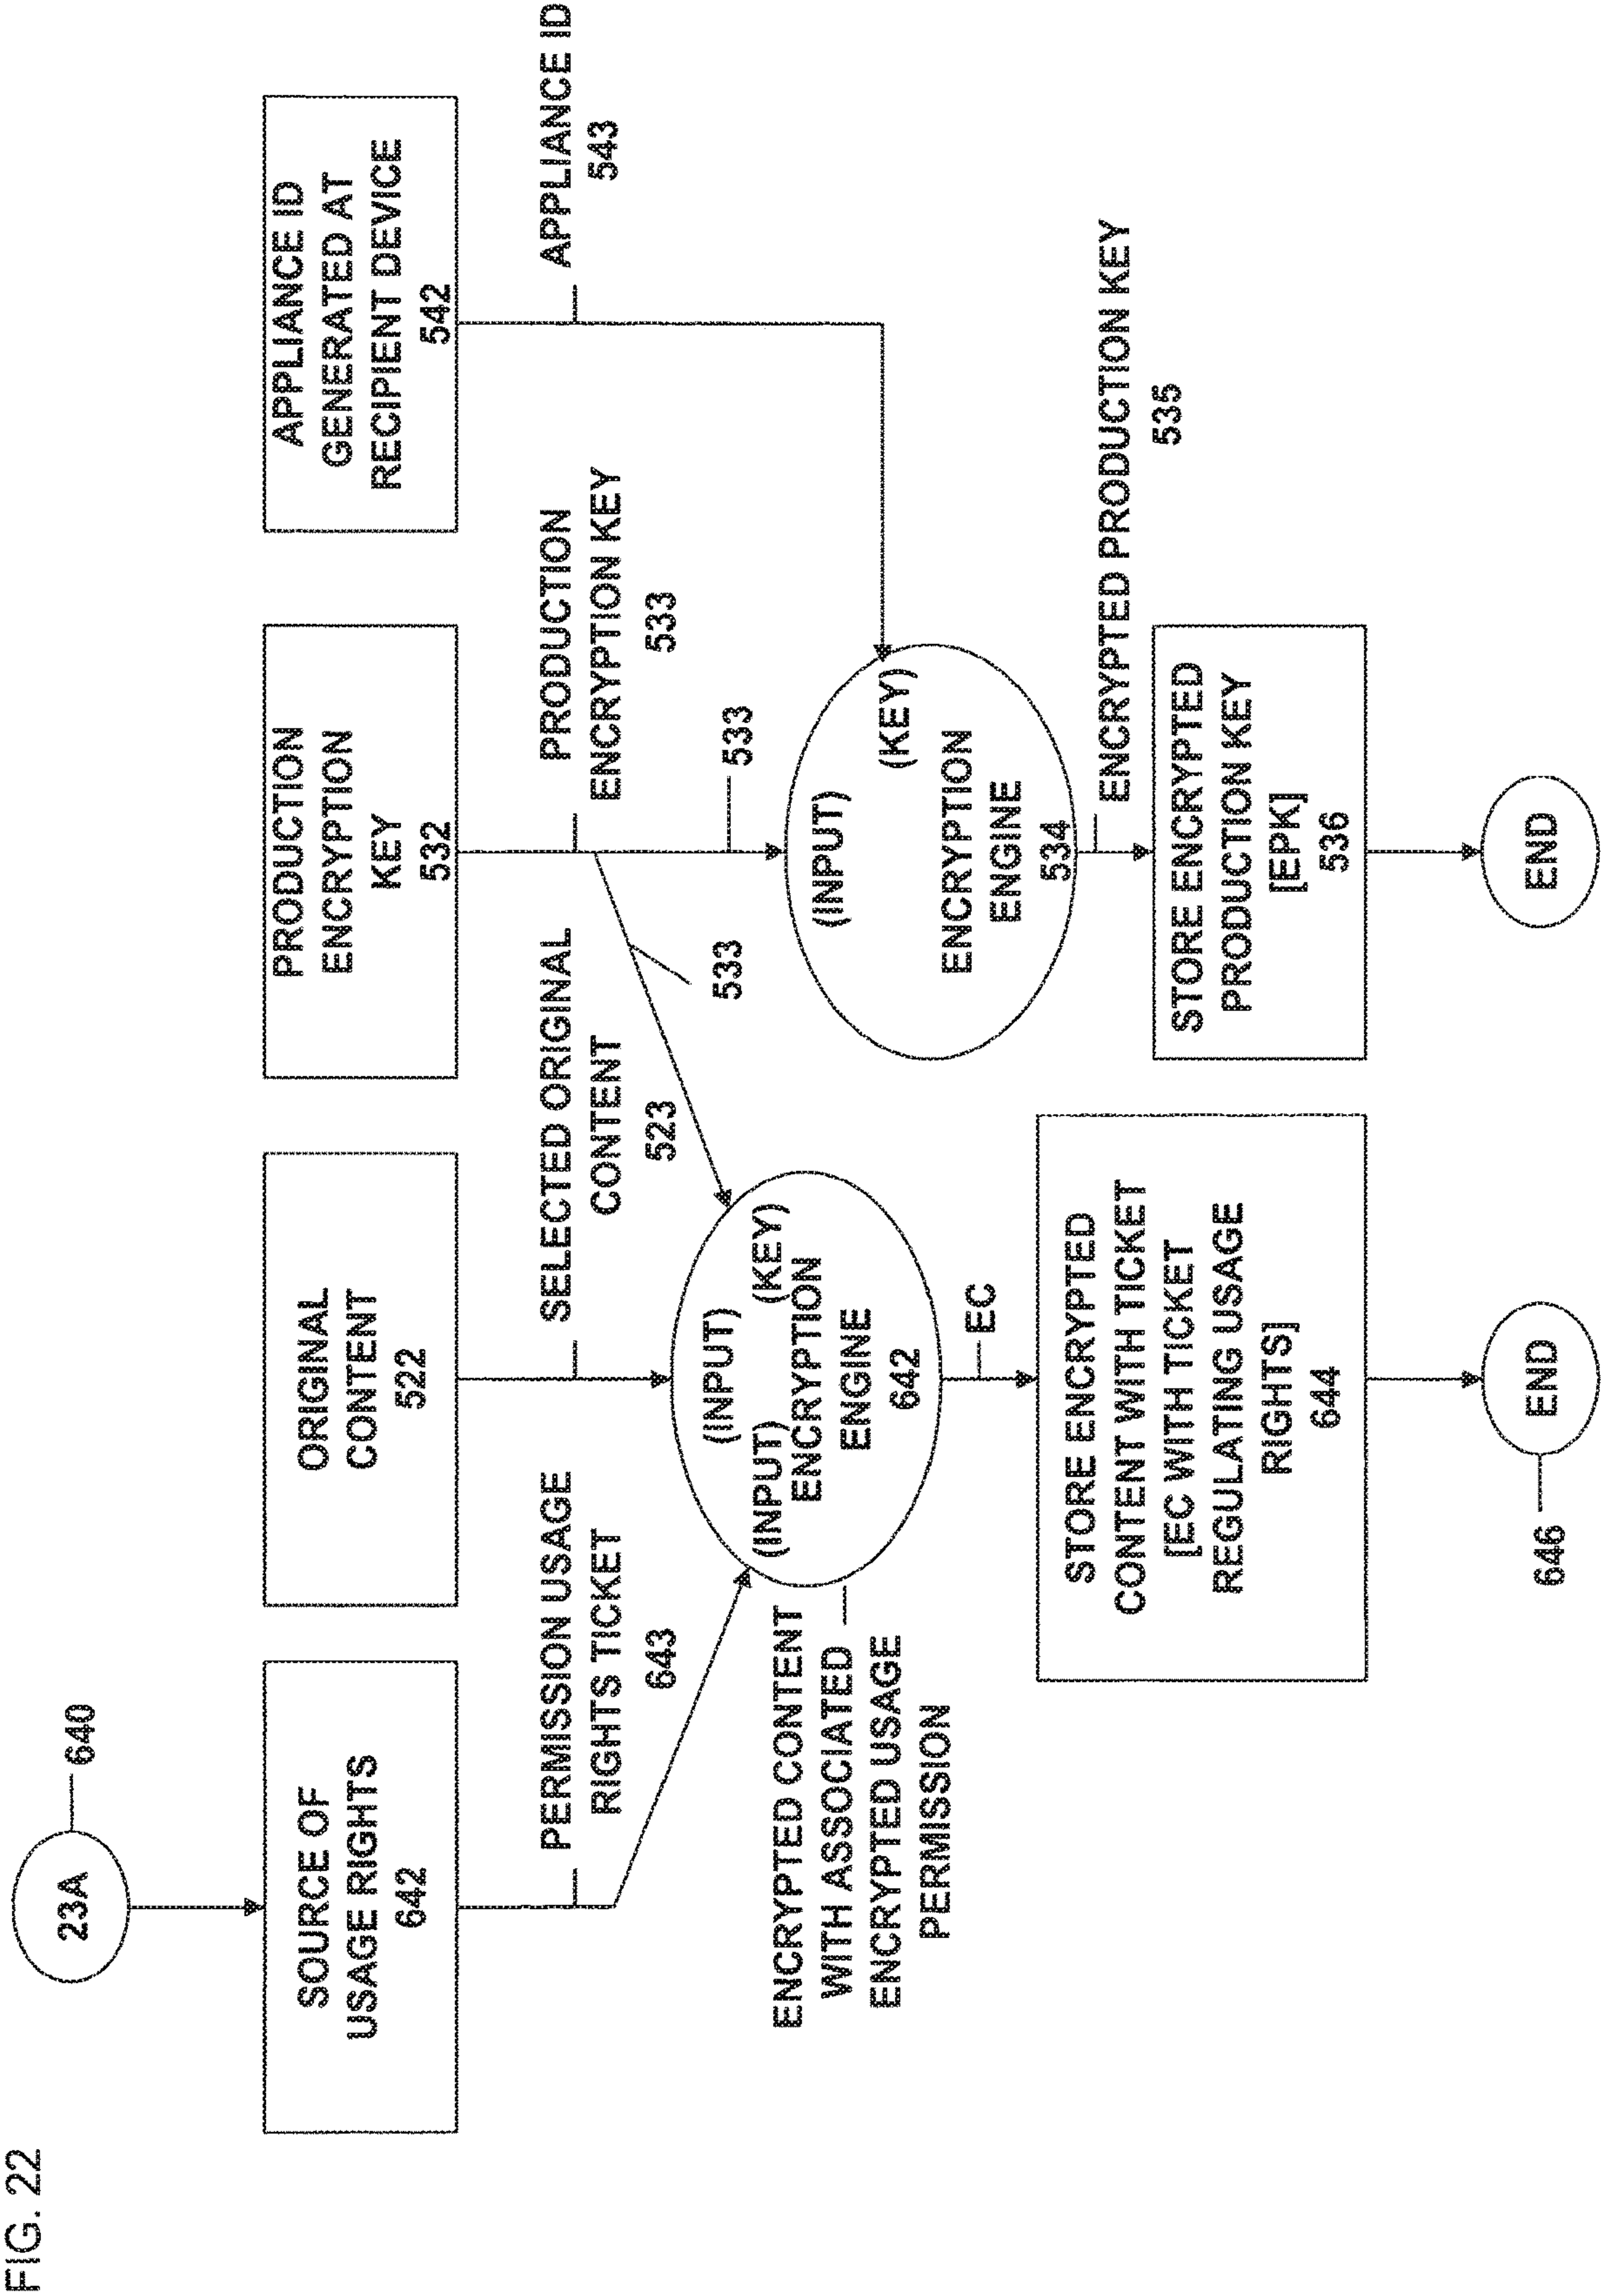 FIG. 22
23A
640
SOURCE OF
USAGE RIGHTS
642
ORIGINAL
CONTENT
522
PRODUCTION
ENCRYPTION
KEY
532
APPLIANCE ID
GENERATED AT
RECIPIENT DEVICE
542
PERMISSION USAGE
RIGHTS TICKET
643
SELECTED ORIGINAL
CONTENT
523
PRODUCTION
ENCRYPTION KEY
533
APPLIANCE ID
543
533
533
(INPUT)
(INPUT)
(KEY)
ENCRYPTION
ENGINE
642
(INPUT)
(KEY)
ENCRYPTION
ENGINE
534
ENCRYPTED CONTENT
WITH ASSOCIATED
ENCRYPTED USAGE
PERMISSION
EC
ENCRYPTED PRODUCTION KEY
535
STORE ENCRYPTED
CONTENT WITH TICKET
[EC WITH TICKET
REGULATING USAGE
RIGHTS]
644
STORE ENCRYPTED
PRODUCTION KEY
[EPK]
536
646
END
END